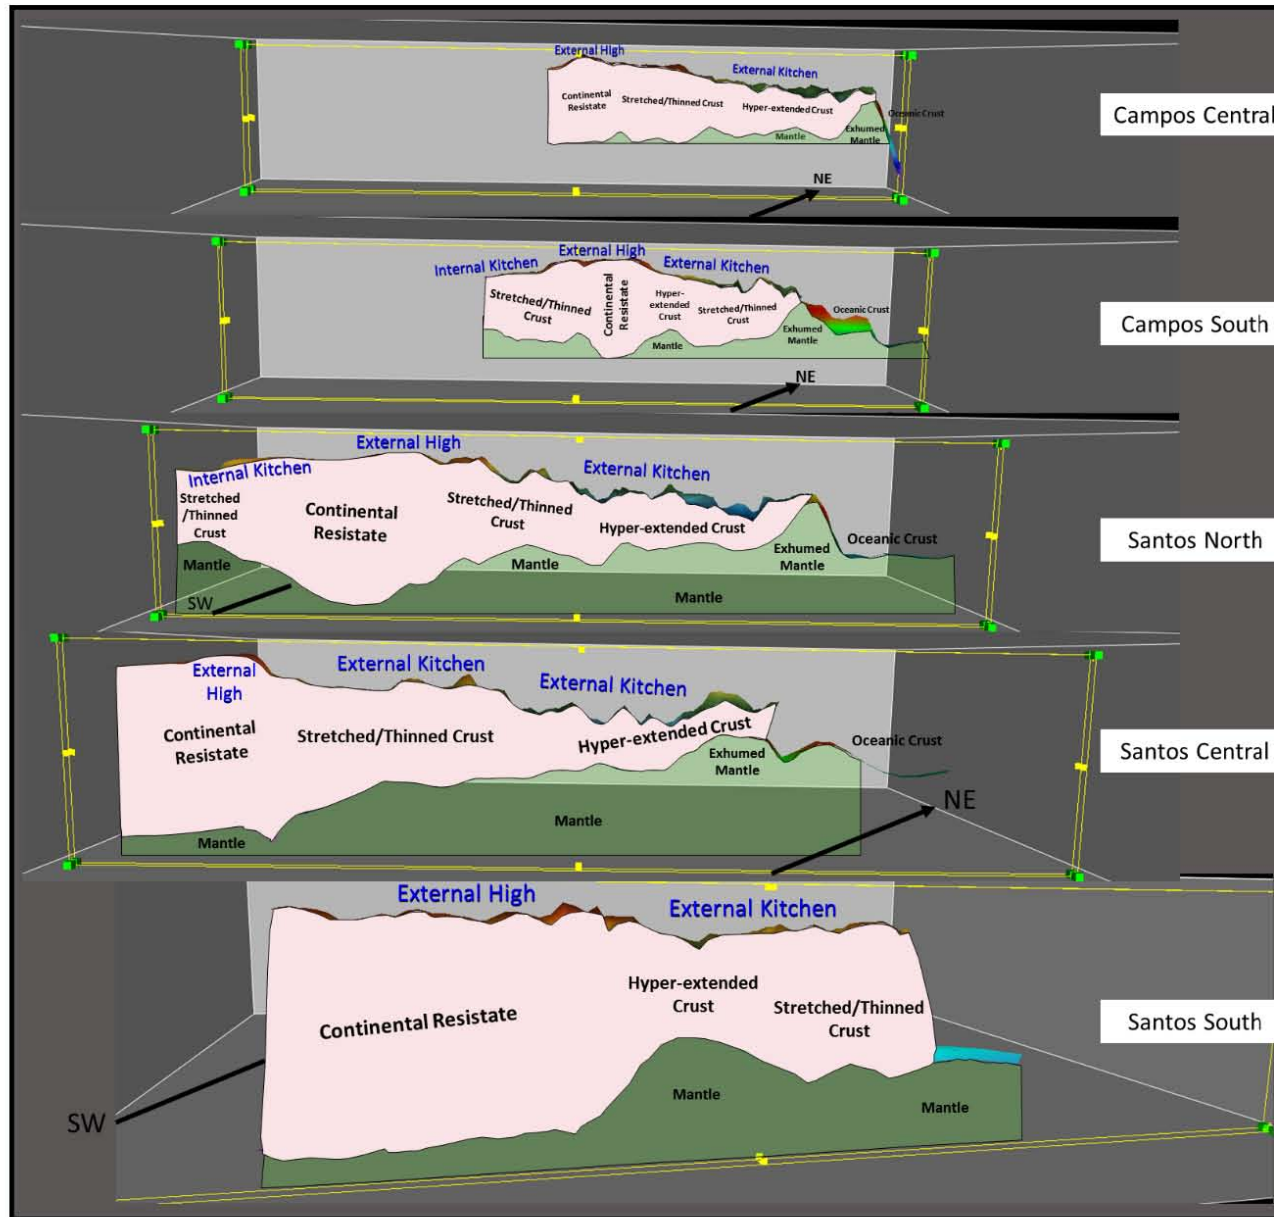 External High
External Kitchen
Continental
Resistate
Stretched/Thinned Crust
Hyper-extended Crust
Oceanic Crust
Mantle
Exhumed
Mantle
NE
Campos Central
Internal Kitchen
External High
External Kitchen
Stretched/Thinned
Crust
Continental
Resistate
Hyper-
extended
Crust
Stretched/Thinned
Crust
Oceanic Crust
Mantle
Exhumed
Mantle
NE
Campos South
External High
Internal Kitchen
External Kitchen
Stretched
/Thinned
Crust
Continental
Resistate
Stretched/Thinned
Crust
Hyper-extended Crust
Oceanic Crust
Mantle
Mantle
Exhumed
Mantle
Mantle
SW
Santos North
External
High
External Kitchen
External Kitchen
Continental
Resistate
Stretched/Thinned Crust
Hyper-extended Crust
Oceanic Crust
Exhumed
Mantle
Mantle
Mantle
NE
Santos Central
External High
External Kitchen
Continental Resistate
Hyper-extended
Crust
Stretched/Thinned
Crust
Mantle
Mantle
SW
Santos South